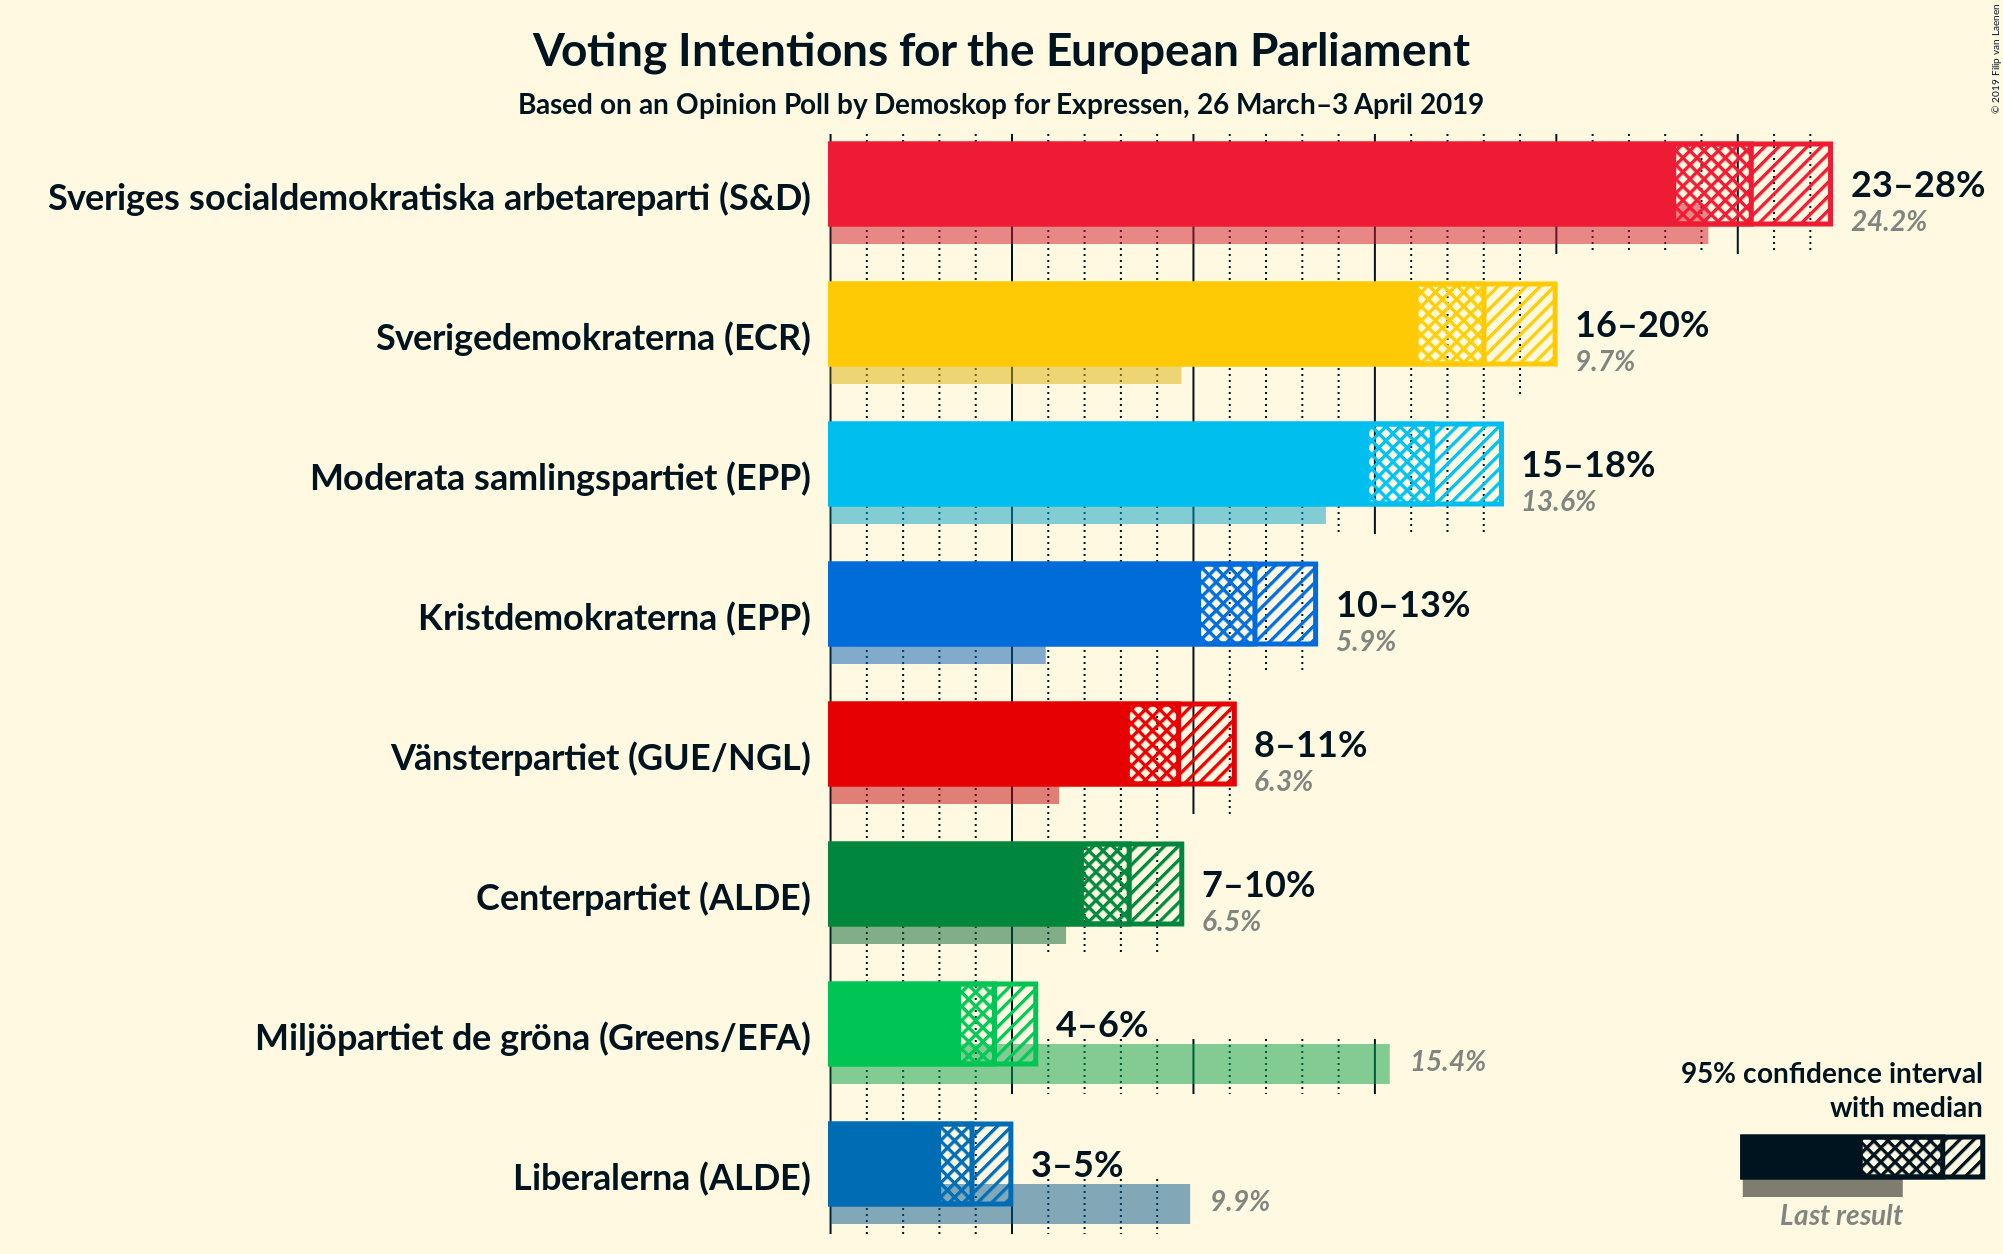 Voting Intentions for the European Parliament
Based on an Opinion Poll by Demoskop for Expressen, 26 March–3 April 2019
© 2019 Filip van Laenen
Sveriges socialdemokratiska arbetareparti (S&D)
23–28%
24.2%
Sverigedemokraterna (ECR)
16–20%
9.7%
Moderata samlingspartiet (EPP)
15–18%
13.6%
Kristdemokraterna (EPP)
10–13%
5.9%
Vänsterpartiet (GUE/NGL)
8–11%
6.3%
Centerpartiet (ALDE)
7–10%
6.5%
Miljöpartiet de gröna (Greens/EFA)
4–6%
15.4%
Liberalerna (ALDE)
3–5%
9.9%
95% confidence interval
with median
Last result